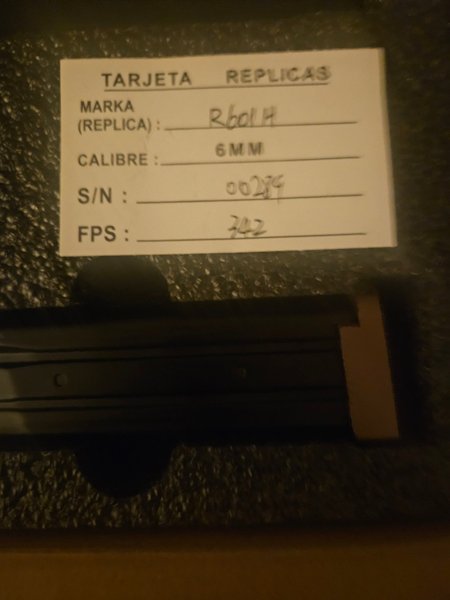 TARJETA REPLICAS
MARKA
(REPLICA) : R601H
CALIBRE : 6MM
S/N : 00289
FPS : 342